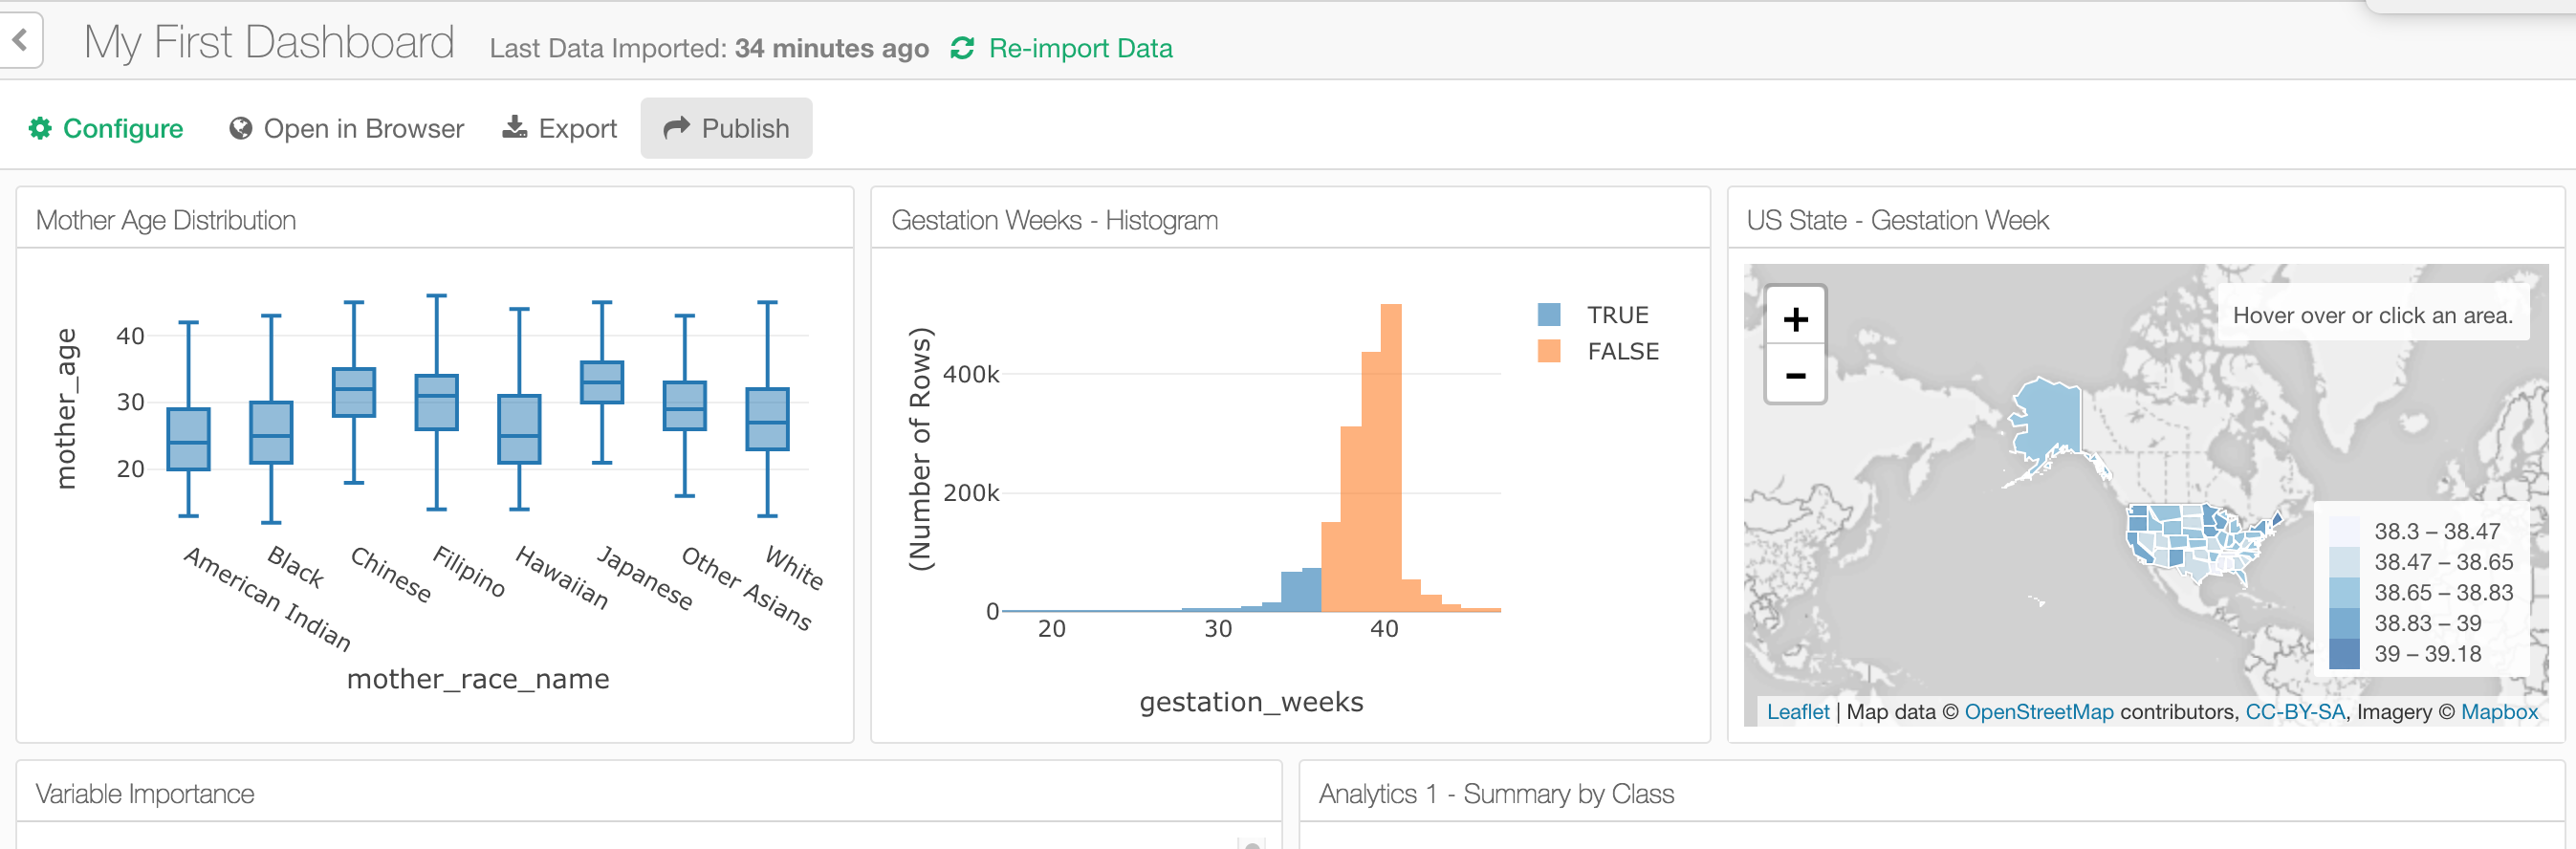 My First Dashboard Last Data Imported: 34 minutes ago Re-import Data
Configure Open in Browser Export Publish
Mother Age Distribution
mother_age
40
30
20
American Indian
Black
Chinese
Filipino
Hawaiian
Japanese
Other Asians
White
mother_race_name
Gestation Weeks - Histogram
(Number of Rows)
400k
200k
0
20 30 40
gestation_weeks
TRUE
FALSE
US State - Gestation Week
+
−
Hover over or click an area.
38.3 – 38.47
38.47 – 38.65
38.65 – 38.83
38.83 – 39
39 – 39.18
Leaflet | Map data © OpenStreetMap contributors, CC-BY-SA, Imagery © Mapbox
Variable Importance
Analytics 1 - Summary by Class